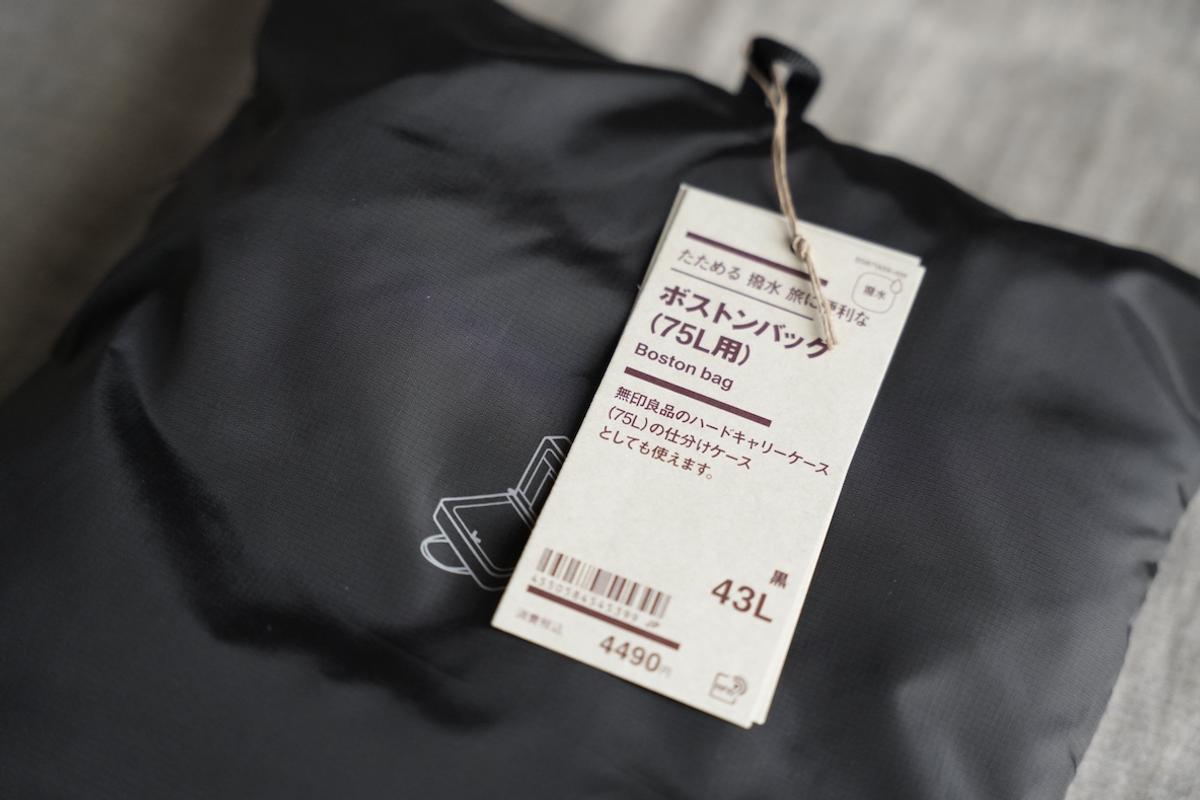 たためる 撥水 旅に便利な
撥水
ボストンバッグ
（75L用）
Boston bag
無印良品のハードキャリーケース
（75L）の仕分けケース
としても使えます。
黒
43L
消費税込
4490円